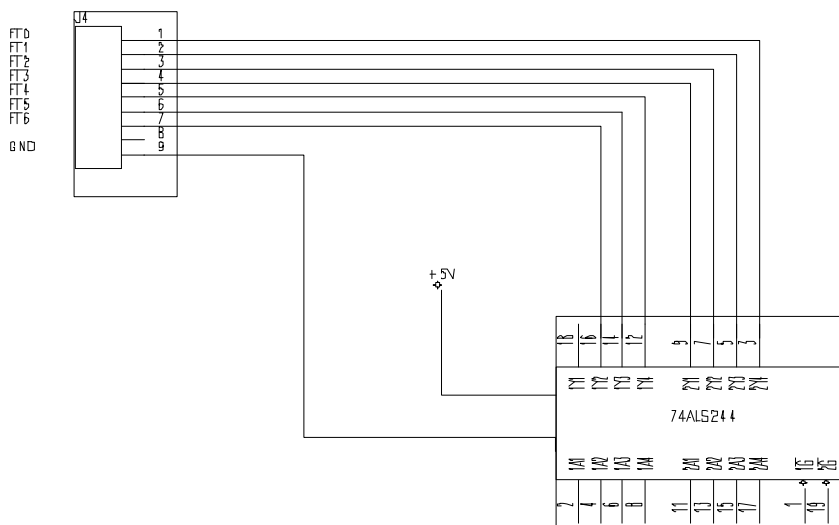 J4
FT0 1
FT1 2
FT2 3
FT3 4
FT4 5
FT5 6
FT6 7
8
GND 9
+5V
18 16 14 12 9 7 5 3
1Y1 1Y2 1Y3 1Y4 2Y1 2Y2 2Y3 2Y4
74ALS244
1A1 1A2 1A3 1A4 2A1 2A2 2A3 2A4 1G 2G
2 4 6 8 11 13 15 17 1 19